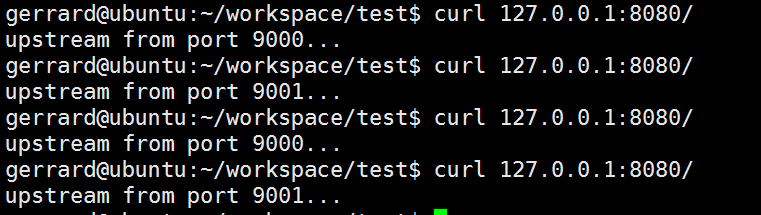 gerrard@ubuntu:~/workspace/test$ curl 127.0.0.1:8080/
upstream from port 9000...
gerrard@ubuntu:~/workspace/test$ curl 127.0.0.1:8080/
upstream from port 9001...
gerrard@ubuntu:~/workspace/test$ curl 127.0.0.1:8080/
upstream from port 9000...
gerrard@ubuntu:~/workspace/test$ curl 127.0.0.1:8080/
upstream from port 9001...
gerrard@ubuntu:~/workspace/test$